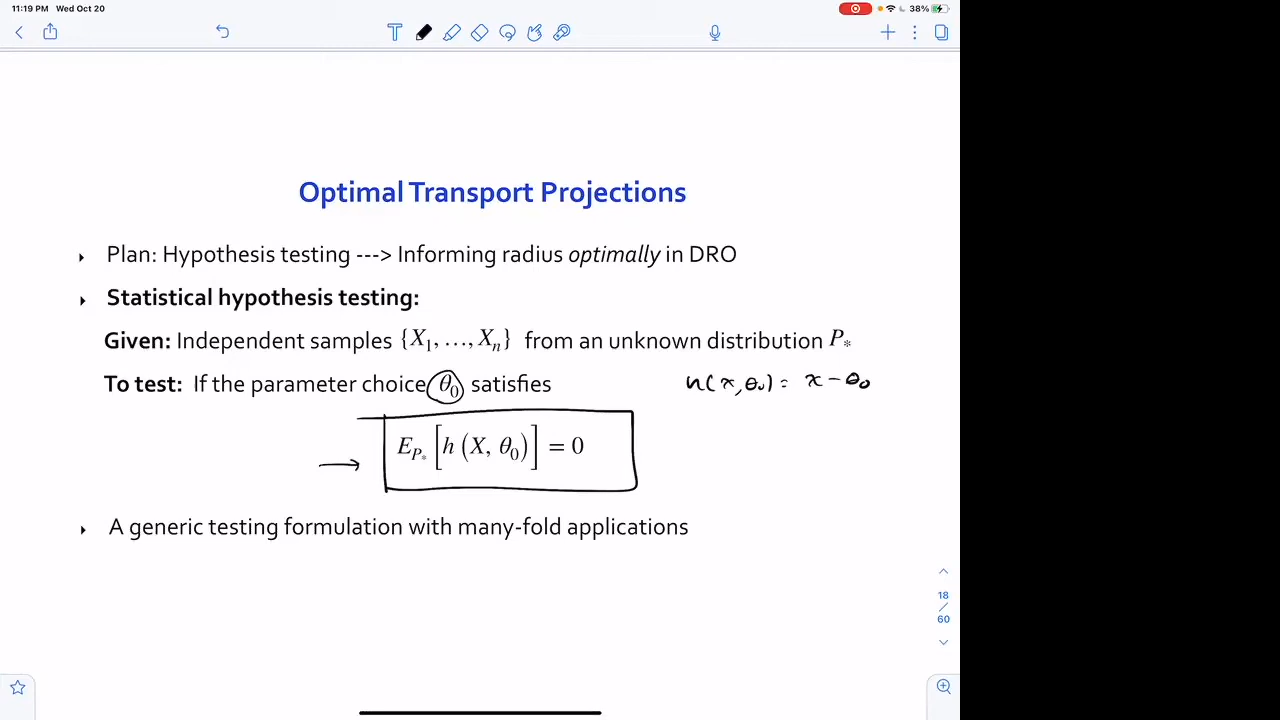 11:19 PM Wed Oct 20
38%
Optimal Transport Projections
Plan: Hypothesis testing ---> Informing radius optimally in DRO
Statistical hypothesis testing:
Given: Independent samples {X₁, …, Xₙ} from an unknown distribution P⁎
To test: If the parameter choice θ₀ satisfies
h(x, θ₀) = x − θ₀
E_{P⁎} [h (X, θ₀)] = 0
A generic testing formulation with many-fold applications
18
/
60